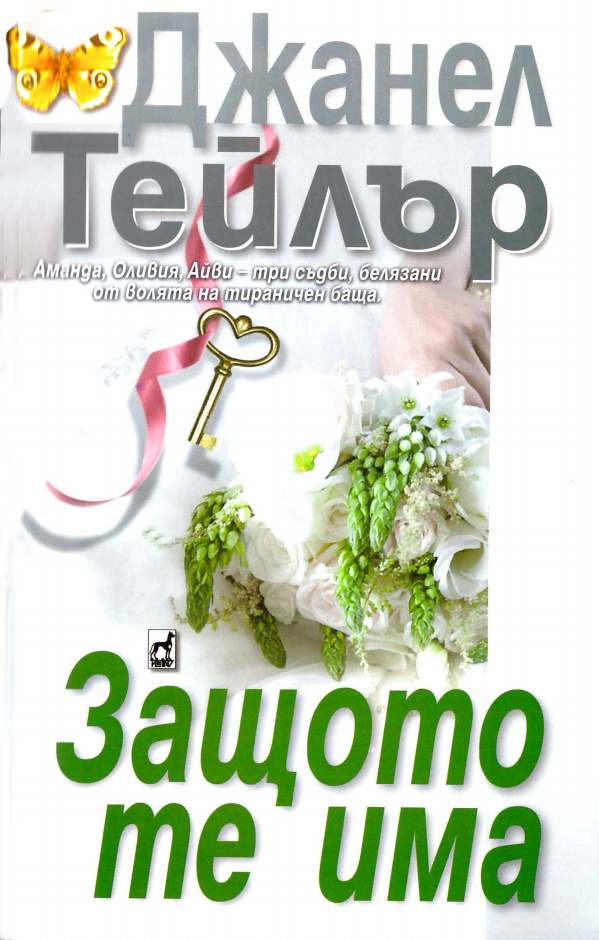 Джанел
Тейлър
Аманда, Оливия, Айви – три съдби, белязани
от волята на тираничен баща.
Защото
те има